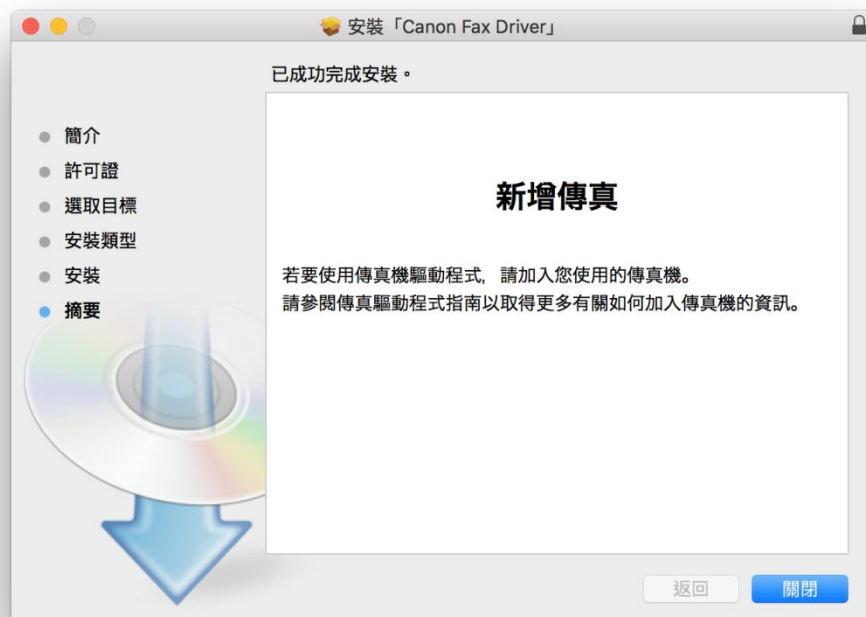 安裝「Canon Fax Driver」
已成功完成安裝。
簡介
許可證
選取目標
安裝類型
安裝
摘要
新增傳真
若要使用傳真機驅動程式，請加入您使用的傳真機。
請參閱傳真驅動程式指南以取得更多有關如何加入傳真機的資訊。
返回
關閉